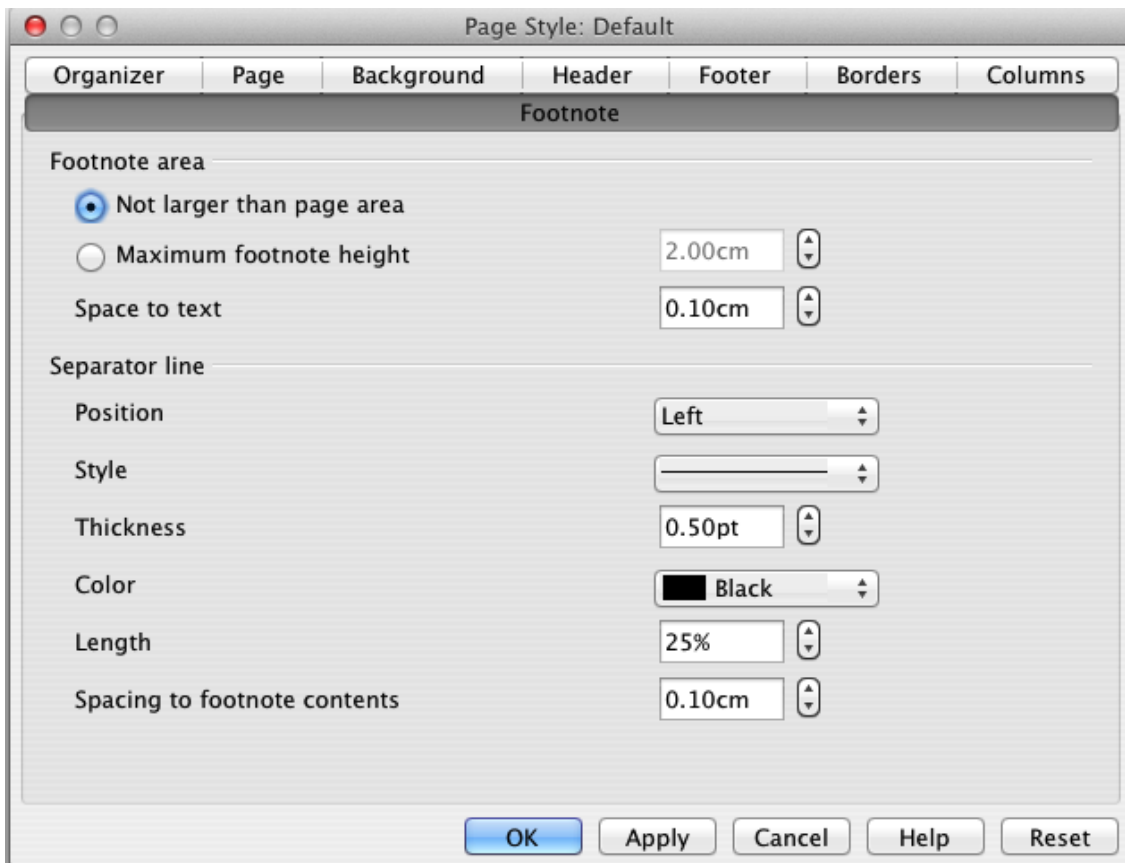 Page Style: Default
Organizer Page Background Header Footer Borders Columns
Footnote
Footnote area
Not larger than page area
Maximum footnote height 2.00cm
Space to text 0.10cm
Separator line
Position Left
Style
Thickness 0.50pt
Color Black
Length 25%
Spacing to footnote contents 0.10cm
OK Apply Cancel Help Reset